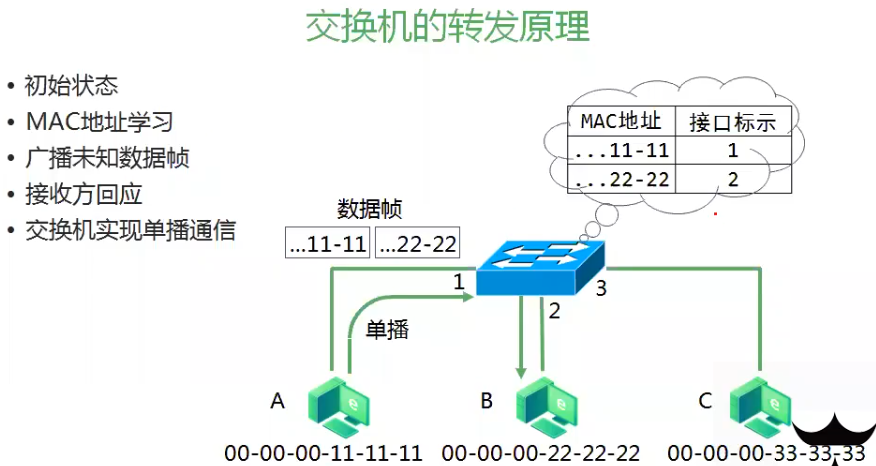 交换机的转发原理
• 初始状态
• MAC地址学习
• 广播未知数据帧
• 接收方回应
• 交换机实现单播通信
MAC地址 接口标示
...11-11 1
...22-22 2
数据帧
...11-11 ...22-22
1
2
3
单播
A B C
00-00-00-11-11-11 00-00-00-22-22-22 00-00-00-33-33-33